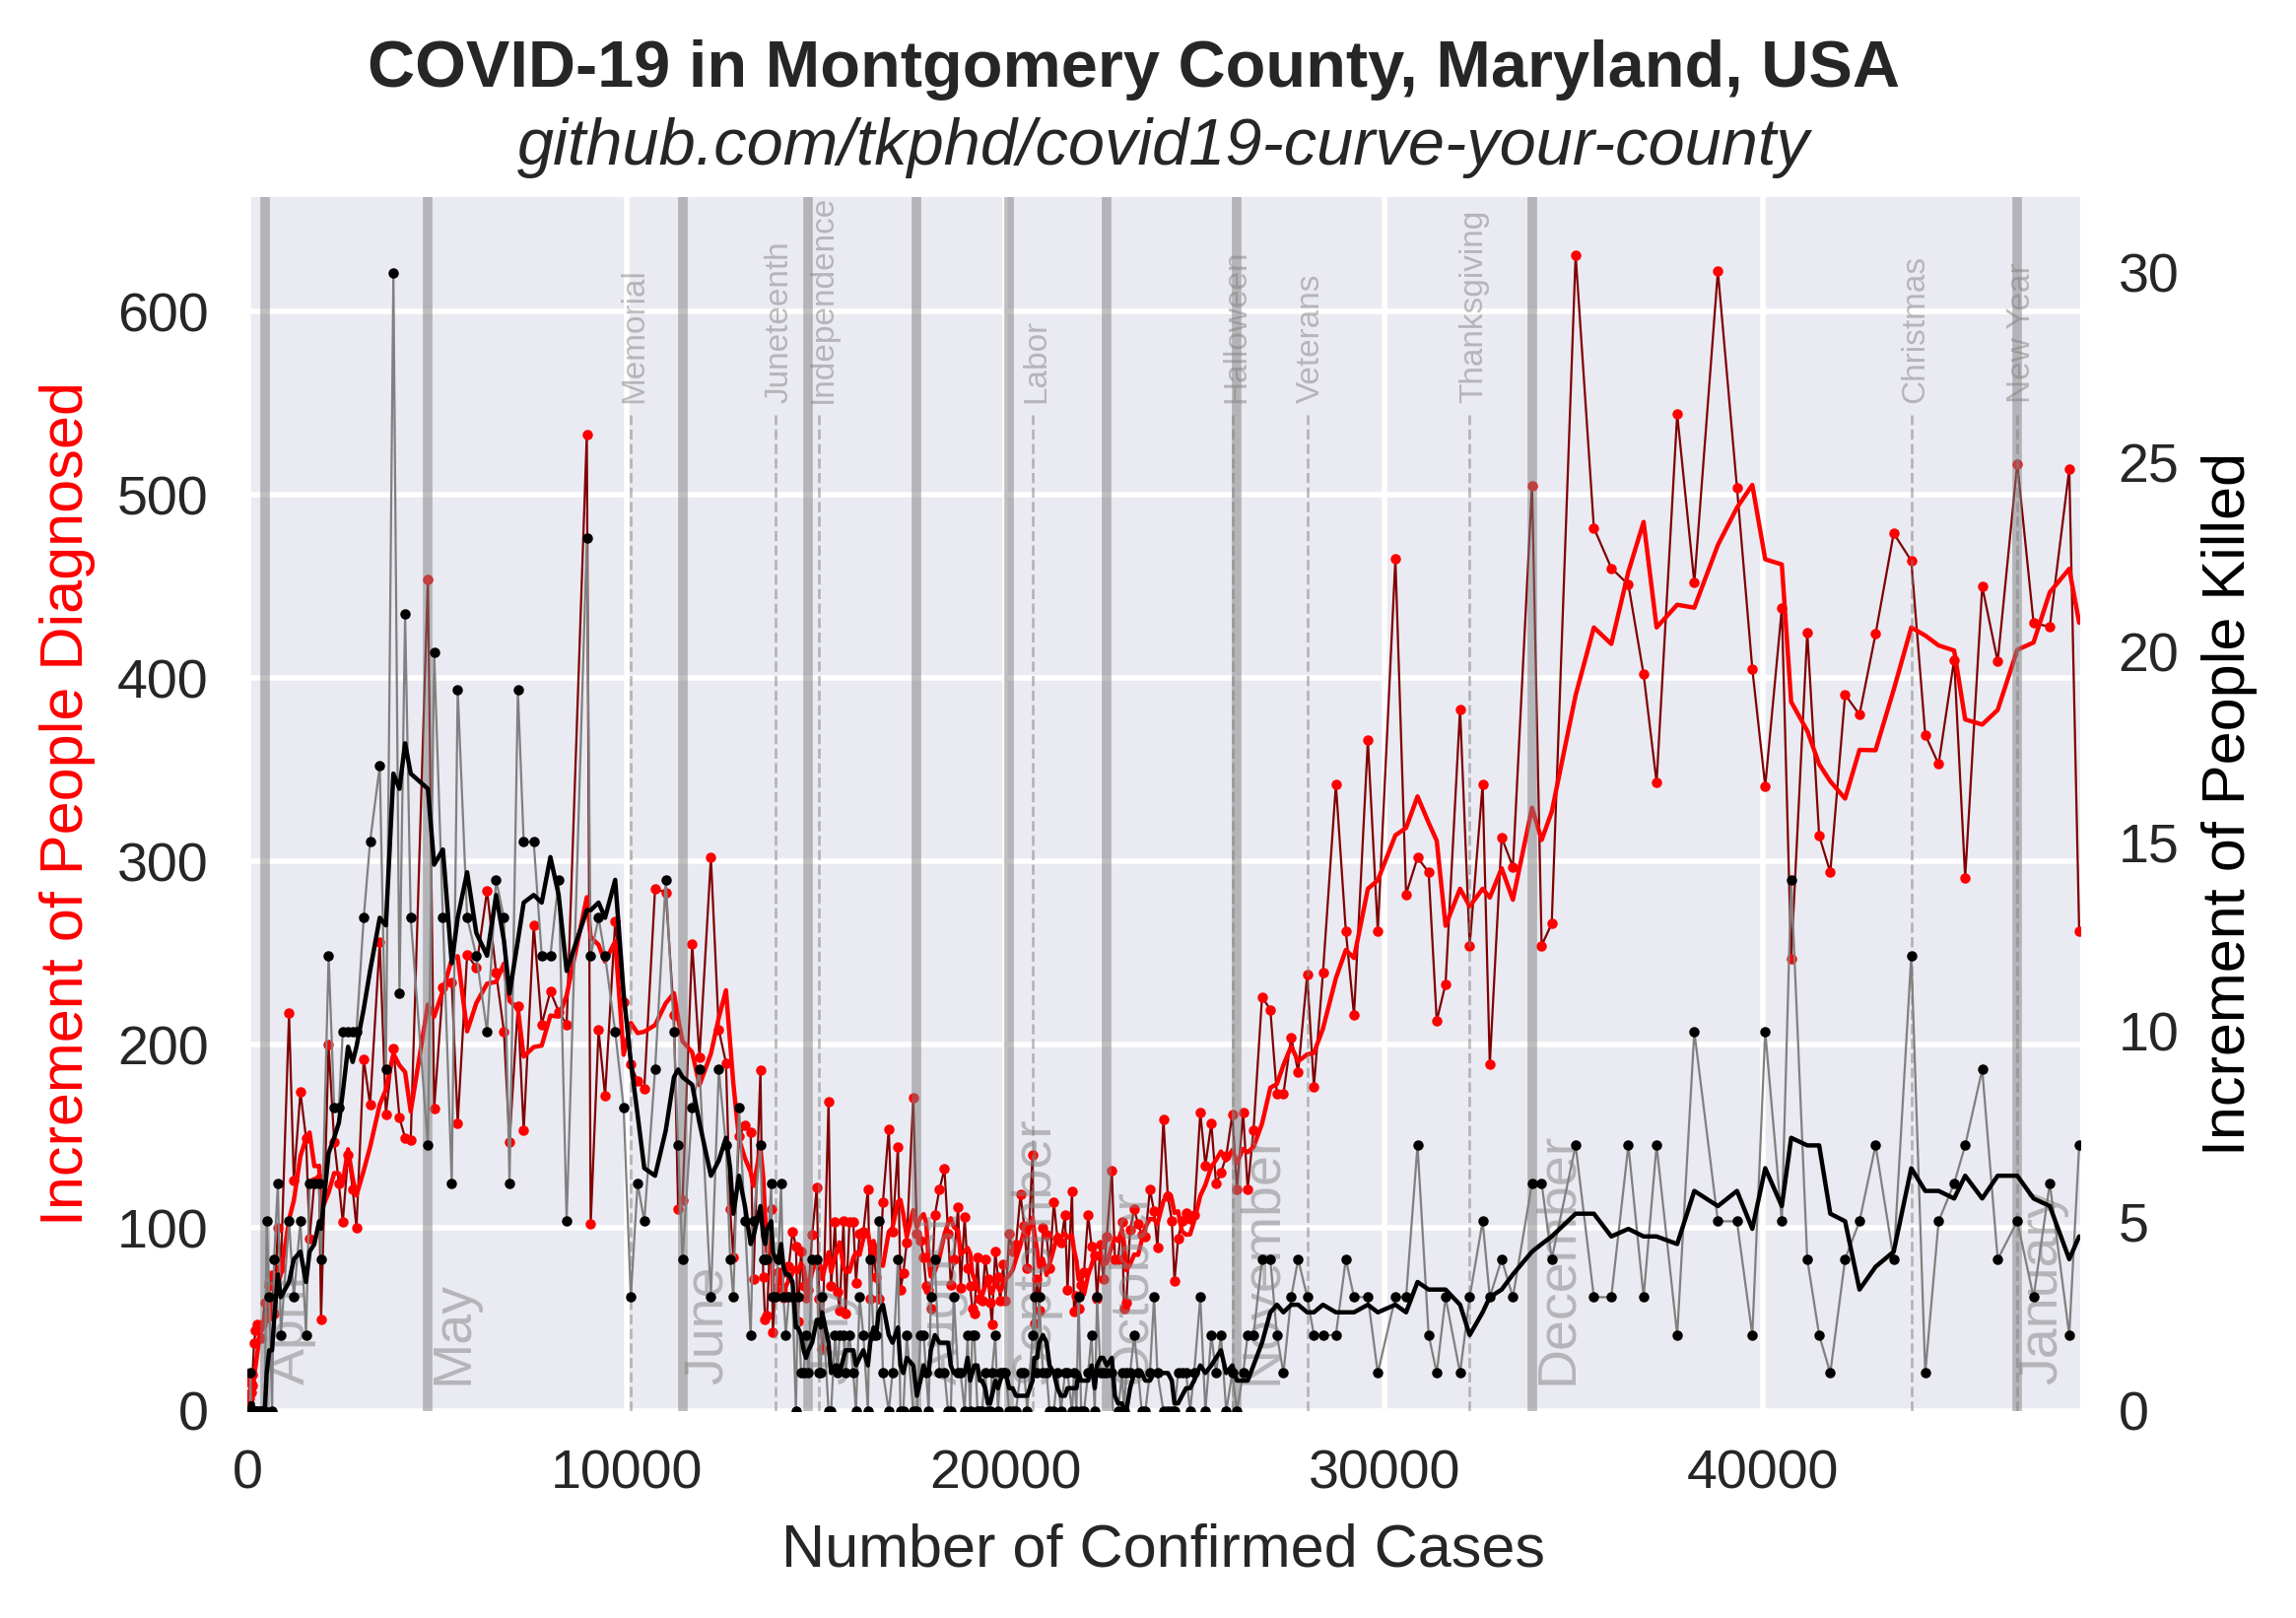 COVID-19 in Montgomery County, Maryland, USA
github.com/tkphd/covid19-curve-your-county
Increment of People Diagnosed
600
500
400
300
200
100
0
Memorial
Juneteenth
Independence
Labor
Halloween
Veterans
Thanksgiving
Christmas
New Year
April
May
June
September
October
November
December
January
30
25
20
15
10
5
0
Increment of People Killed
0
10000
20000
30000
40000
Number of Confirmed Cases